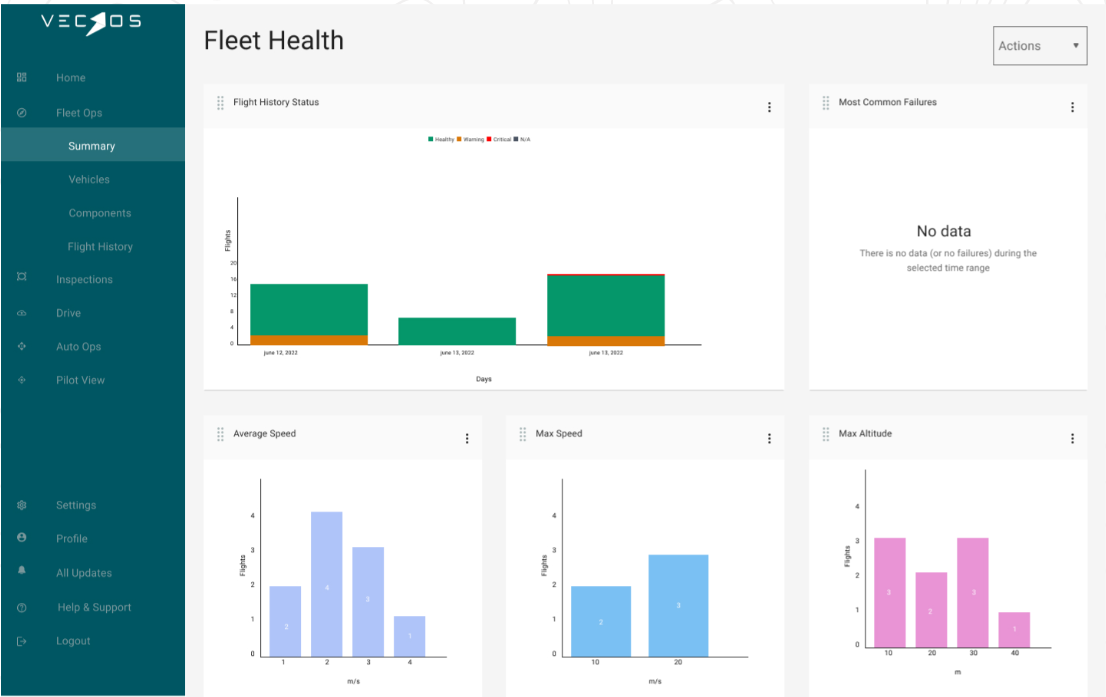 VECROS
Home
Fleet Ops
Summary
Vehicles
Components
Flight History
Inspections
Drive
Auto Ops
Pilot View
Settings
Profile
All Updates
Help & Support
Logout
Fleet Health
Actions
Flight History Status
Healthy Warning Critical N/A
Flights
20
16
12
8
4
0
june 12, 2022
june 13, 2022
june 13, 2022
Days
Most Common Failures
No data
There is no data (or no failures) during the
selected time range
Average Speed
Flights
4
3
2
1
0
2
4
3
1
1 2 3 4
m/s
Max Speed
Flights
4
3
2
1
0
2
3
10 20
m/s
Max Altitude
Flights
4
3
2
1
0
3
2
3
1
10 20 30 40
m